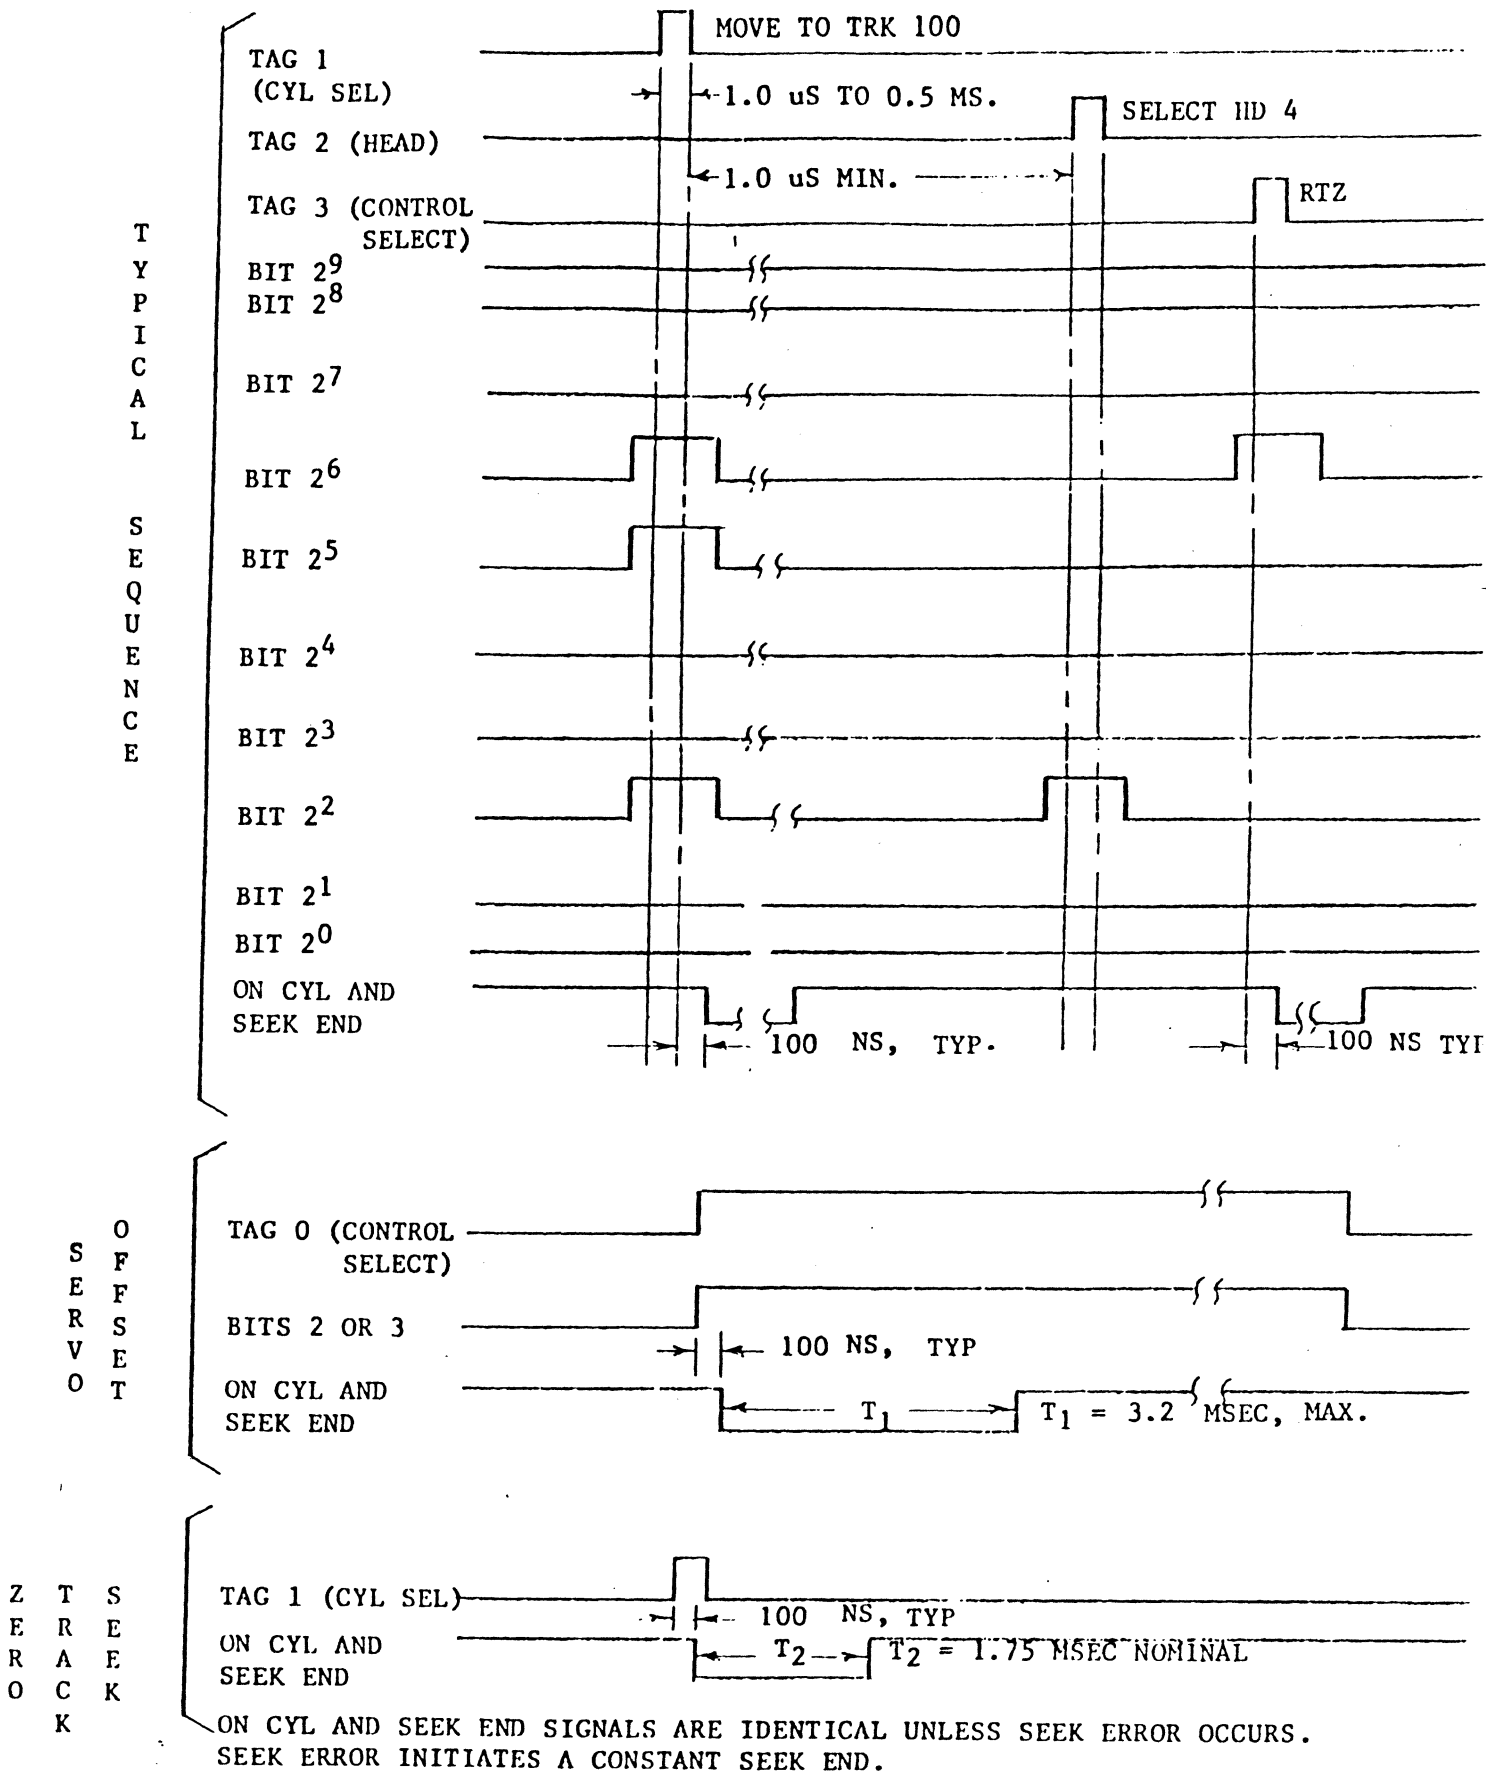 MOVE TO TRK 100
TAG 1
(CYL SEL)
1.0 uS TO 0.5 MS.
SELECT HD 4
TAG 2 (HEAD)
1.0 uS MIN.
RTZ
TAG 3 (CONTROL
SELECT)
BIT 2⁹
BIT 2⁸
BIT 2⁷
BIT 2⁶
BIT 2⁵
BIT 2⁴
BIT 2³
BIT 2²
BIT 2¹
BIT 2⁰
ON CYL AND
SEEK END
100 NS, TYP.
100 NS TYP
TYPICAL SEQUENCE
TAG 0 (CONTROL
SELECT)
BITS 2 OR 3
100 NS, TYP
ON CYL AND
SEEK END
T₁
T₁ = 3.2 MSEC, MAX.
SERVO
OFFSET
TAG 1 (CYL SEL)
100 NS, TYP
ON CYL AND
SEEK END
T₂
T₂ = 1.75 MSEC NOMINAL
ZERO
TRACK
SEEK
ON CYL AND SEEK END SIGNALS ARE IDENTICAL UNLESS SEEK ERROR OCCURS.
SEEK ERROR INITIATES A CONSTANT SEEK END.